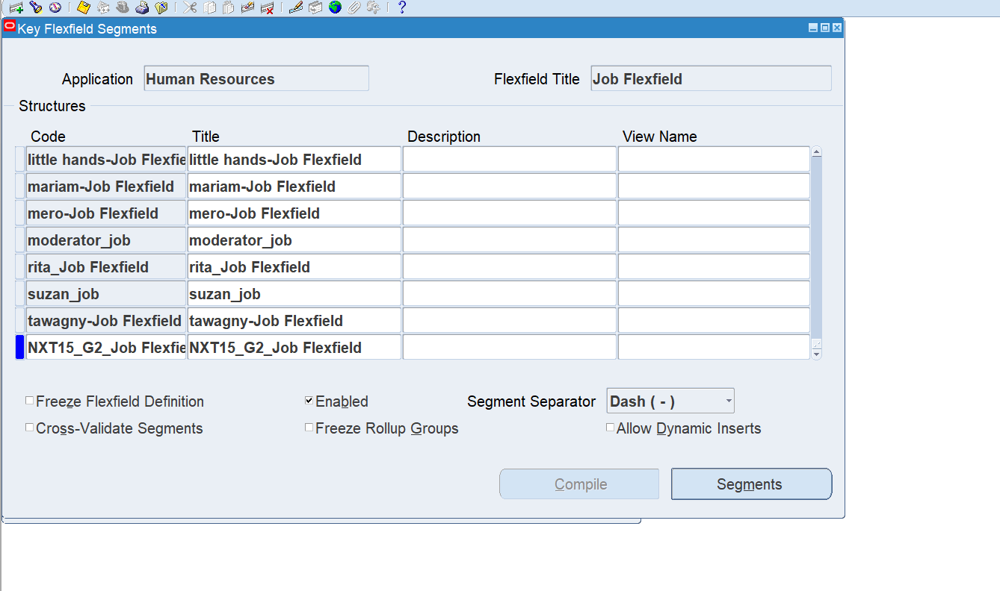 Key Flexfield Segments
Application Human Resources Flexfield Title Job Flexfield
Structures
Code Title Description View Name
little hands-Job Flexfie little hands-Job Flexfield
mariam-Job Flexfield mariam-Job Flexfield
mero-Job Flexfield mero-Job Flexfield
moderator_job moderator_job
rita_Job Flexfield rita_Job Flexfield
suzan_job suzan_job
tawagny-Job Flexfield tawagny-Job Flexfield
NXT15_G2_Job Flexfie NXT15_G2_Job Flexfield
Freeze Flexfield Definition Enabled Segment Separator Dash ( - )
Cross-Validate Segments Freeze Rollup Groups Allow Dynamic Inserts
Compile Segments